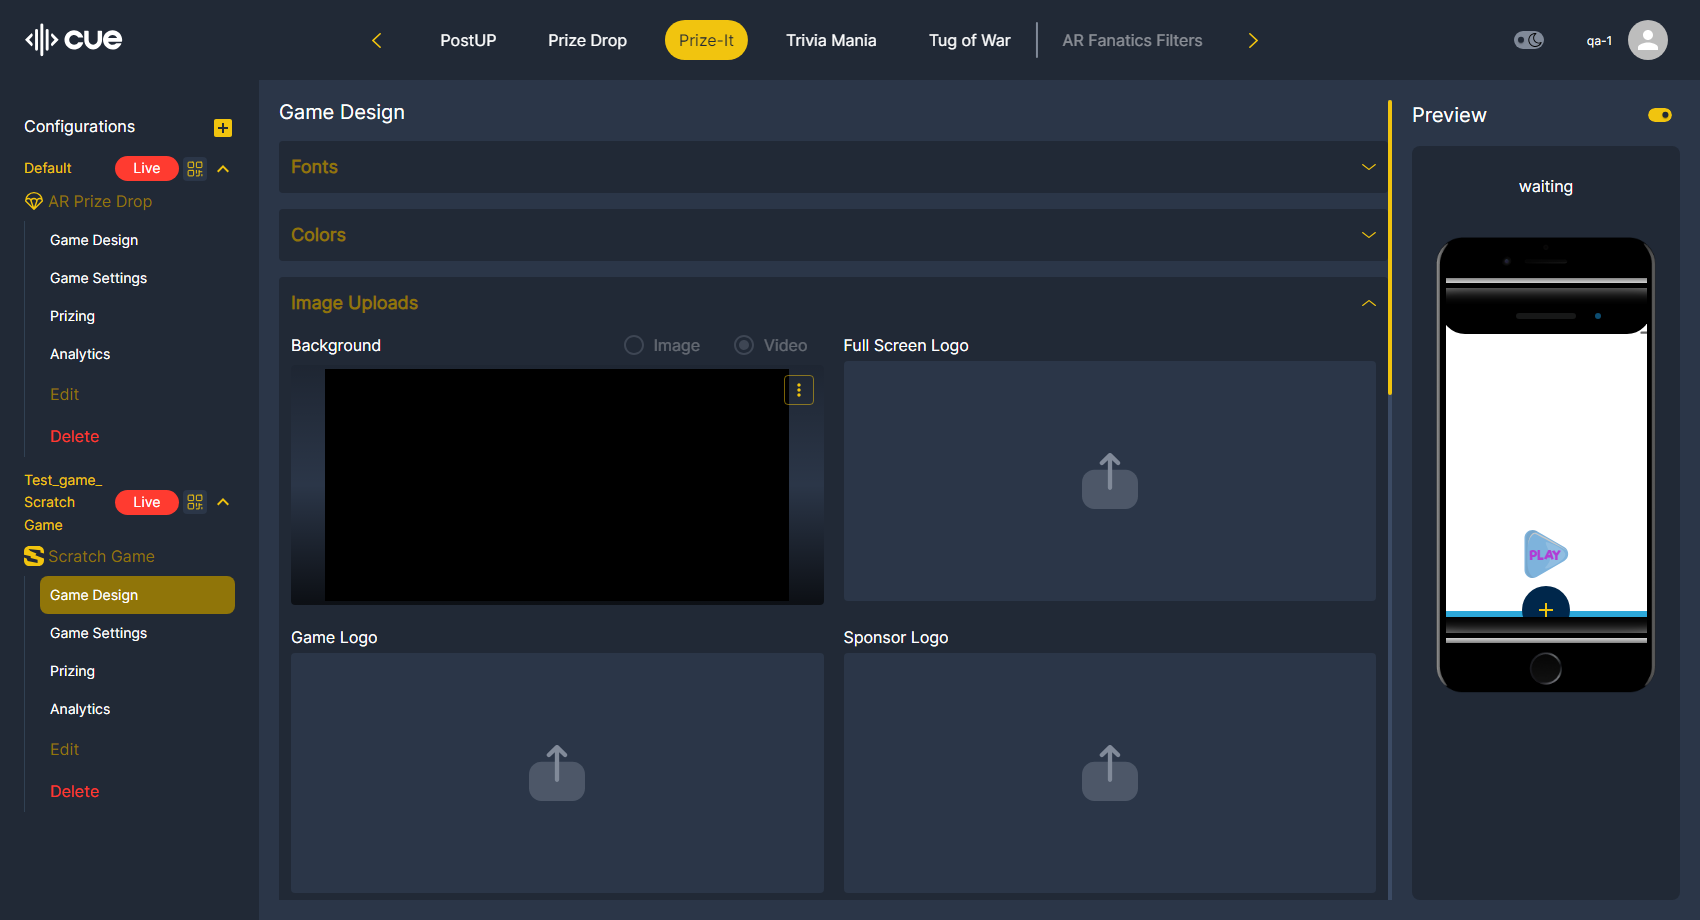 cue
PostUP
Prize Drop
Prize-It
Trivia Mania
Tug of War
AR Fanatics Filters
qa-1
Configurations
Default
Live
AR Prize Drop
Game Design
Game Settings
Prizing
Analytics
Edit
Delete
Test_game_
Scratch
Game
Live
Scratch Game
Game Design
Game Settings
Prizing
Analytics
Edit
Delete
Game Design
Fonts
Colors
Image Uploads
Background
Image
Video
Full Screen Logo
Game Logo
Sponsor Logo
Preview
waiting
PLAY